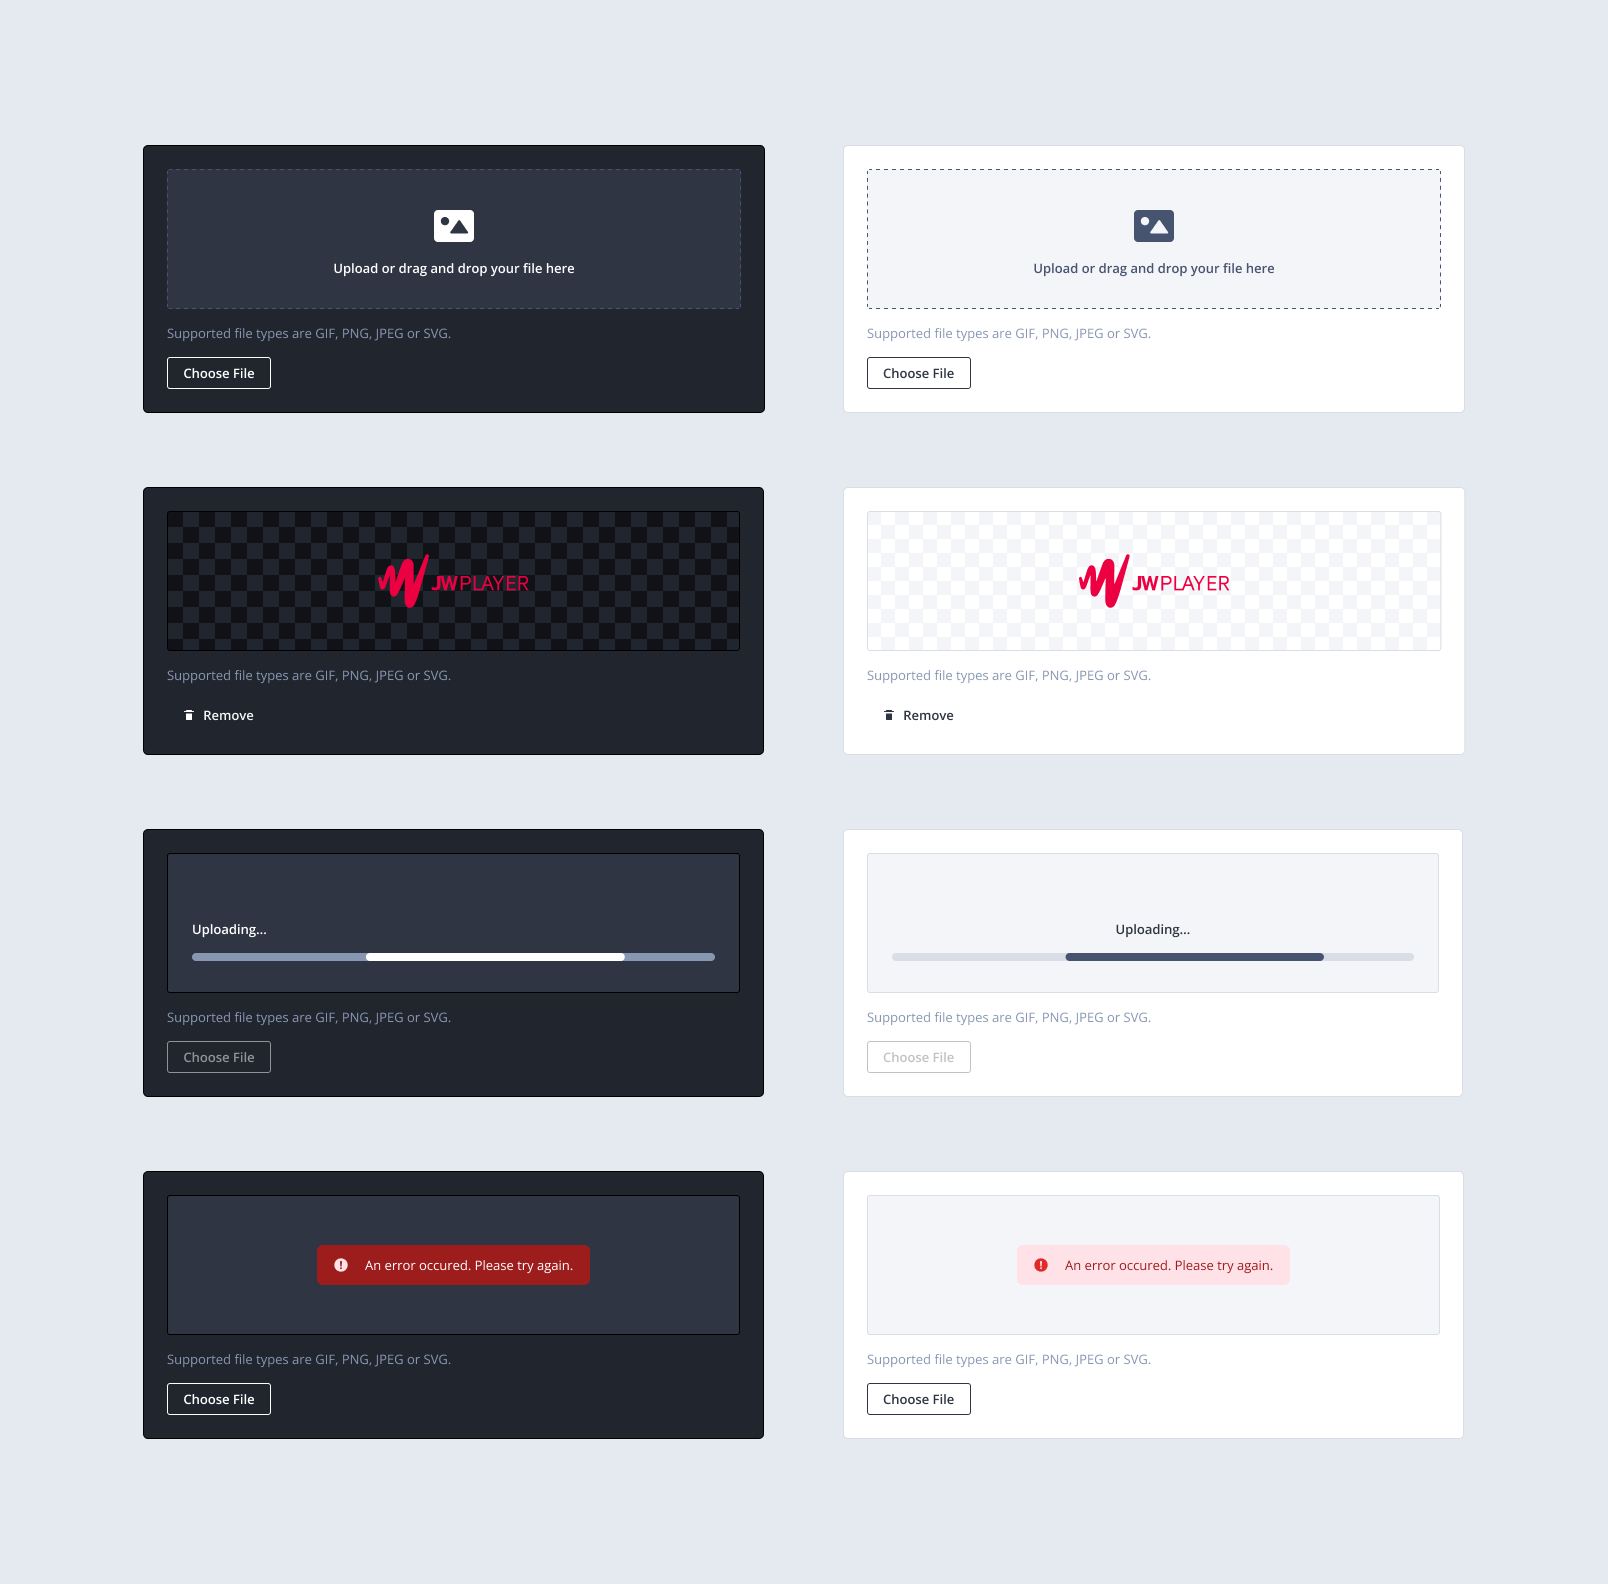 Upload or drag and drop your file here
Supported file types are GIF, PNG, JPEG or SVG.
Choose File
Upload or drag and drop your file here
Supported file types are GIF, PNG, JPEG or SVG.
Choose File
JWPLAYER
Supported file types are GIF, PNG, JPEG or SVG.
Remove
JWPLAYER
Supported file types are GIF, PNG, JPEG or SVG.
Remove
Uploading...
Supported file types are GIF, PNG, JPEG or SVG.
Choose File
Uploading...
Supported file types are GIF, PNG, JPEG or SVG.
Choose File
An error occured. Please try again.
Supported file types are GIF, PNG, JPEG or SVG.
Choose File
An error occured. Please try again.
Supported file types are GIF, PNG, JPEG or SVG.
Choose File